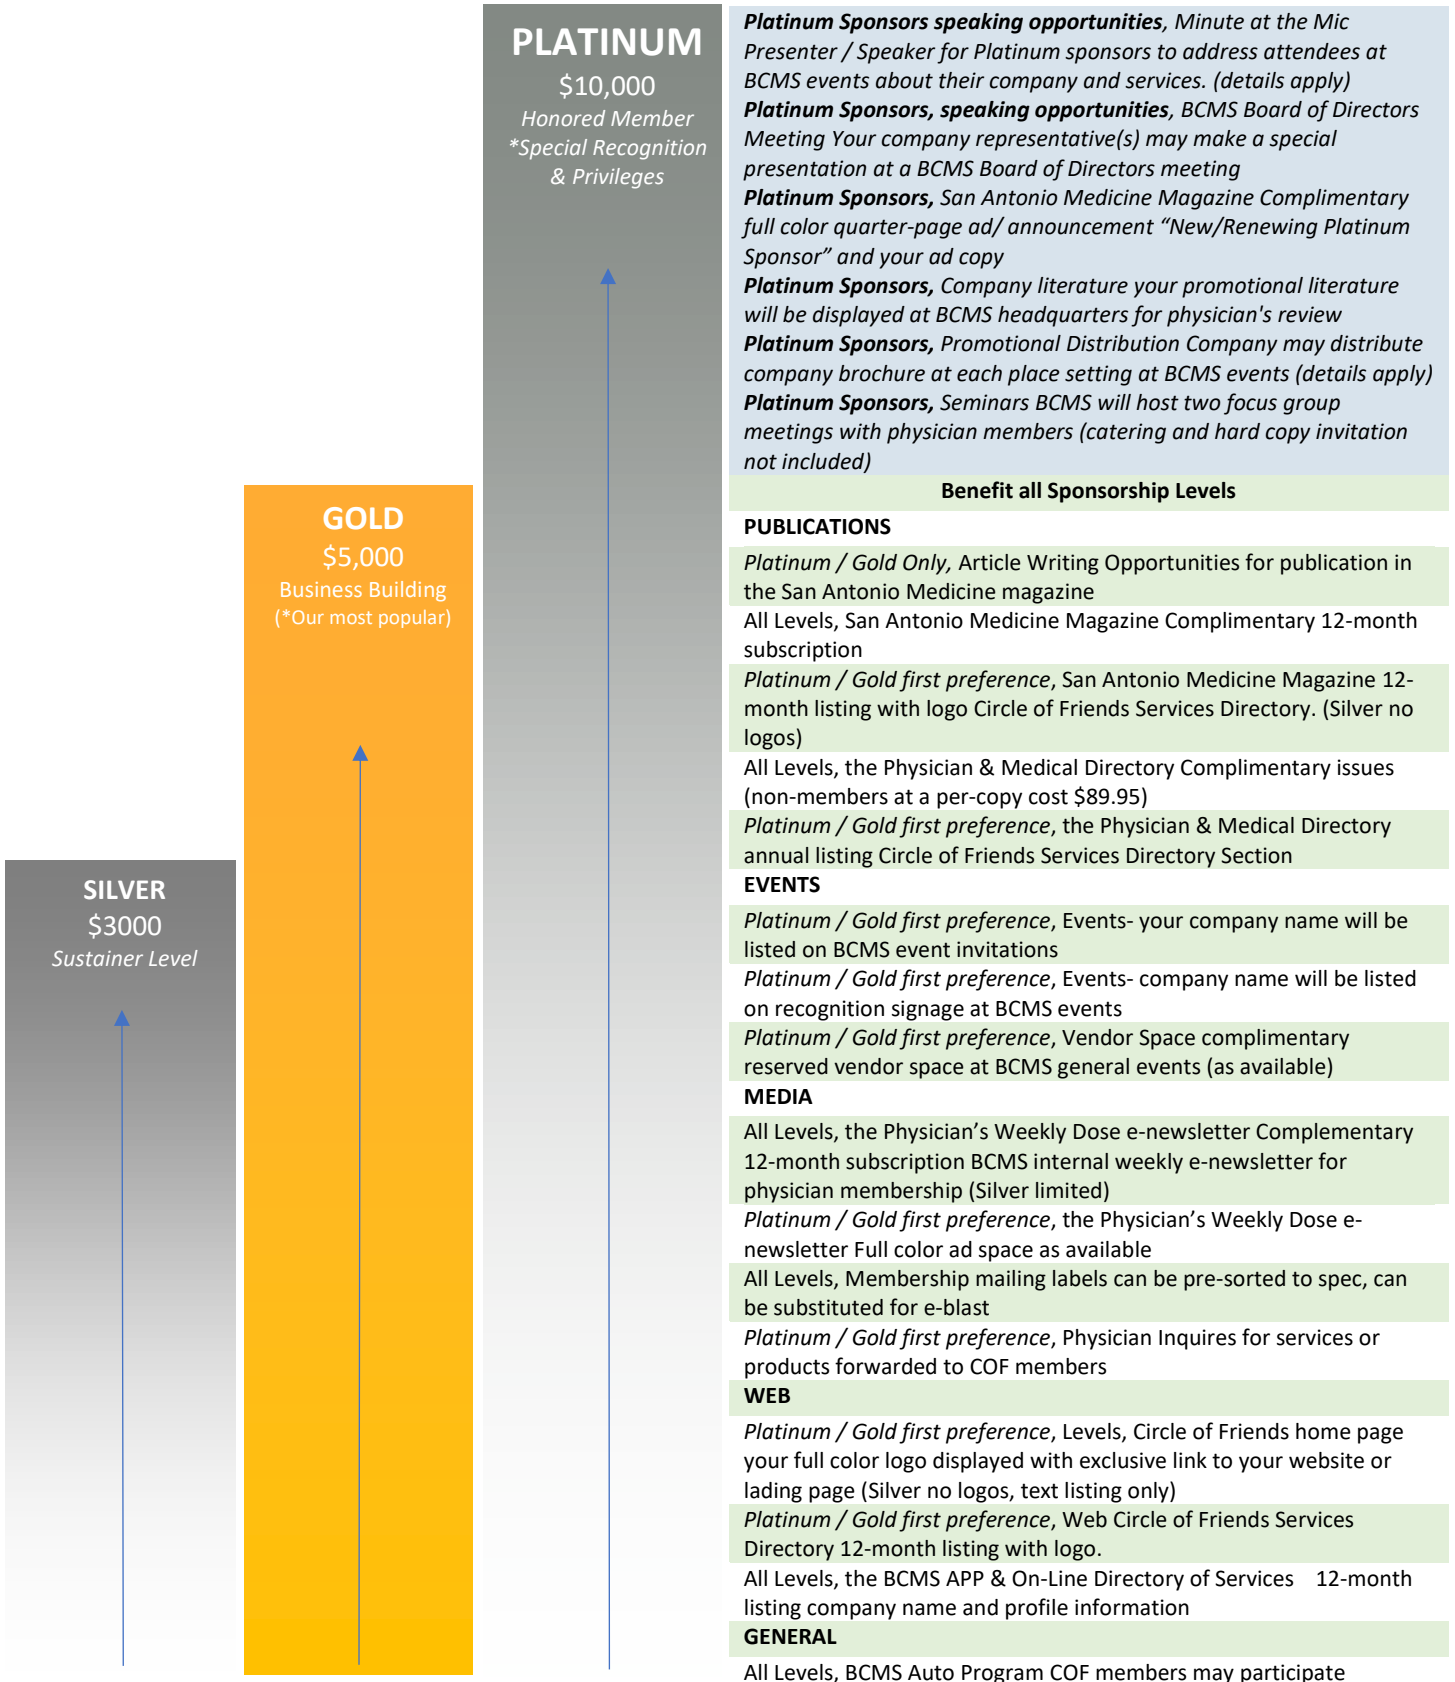 PLATINUM
$10,000
Honored Member
*Special Recognition
& Privileges
GOLD
$5,000
Business Building
(*Our most popular)
SILVER
$3000
Sustainer Level
Platinum Sponsors speaking opportunities, Minute at the Mic
Presenter / Speaker for Platinum sponsors to address attendees at
BCMS events about their company and services. (details apply)
Platinum Sponsors, speaking opportunities, BCMS Board of Directors
Meeting Your company representative(s) may make a special
presentation at a BCMS Board of Directors meeting
Platinum Sponsors, San Antonio Medicine Magazine Complimentary
full color quarter-page ad/ announcement “New/Renewing Platinum
Sponsor” and your ad copy
Platinum Sponsors, Company literature your promotional literature
will be displayed at BCMS headquarters for physician's review
Platinum Sponsors, Promotional Distribution Company may distribute
company brochure at each place setting at BCMS events (details apply)
Platinum Sponsors, Seminars BCMS will host two focus group
meetings with physician members (catering and hard copy invitation
not included)
Benefit all Sponsorship Levels
PUBLICATIONS
Platinum / Gold Only, Article Writing Opportunities for publication in
the San Antonio Medicine magazine
All Levels, San Antonio Medicine Magazine Complimentary 12-month
subscription
Platinum / Gold first preference, San Antonio Medicine Magazine 12-
month listing with logo Circle of Friends Services Directory. (Silver no
logos)
All Levels, the Physician & Medical Directory Complimentary issues
(non-members at a per-copy cost $89.95)
Platinum / Gold first preference, the Physician & Medical Directory
annual listing Circle of Friends Services Directory Section
EVENTS
Platinum / Gold first preference, Events- your company name will be
listed on BCMS event invitations
Platinum / Gold first preference, Events- company name will be listed
on recognition signage at BCMS events
Platinum / Gold first preference, Vendor Space complimentary
reserved vendor space at BCMS general events (as available)
MEDIA
All Levels, the Physician’s Weekly Dose e-newsletter Complementary
12-month subscription BCMS internal weekly e-newsletter for
physician membership (Silver limited)
Platinum / Gold first preference, the Physician’s Weekly Dose e-
newsletter Full color ad space as available
All Levels, Membership mailing labels can be pre-sorted to spec, can
be substituted for e-blast
Platinum / Gold first preference, Physician Inquires for services or
products forwarded to COF members
WEB
Platinum / Gold first preference, Levels, Circle of Friends home page
your full color logo displayed with exclusive link to your website or
lading page (Silver no logos, text listing only)
Platinum / Gold first preference, Web Circle of Friends Services
Directory 12-month listing with logo.
All Levels, the BCMS APP & On-Line Directory of Services 12-month
listing company name and profile information
GENERAL
All Levels, BCMS Auto Program COF members may participate